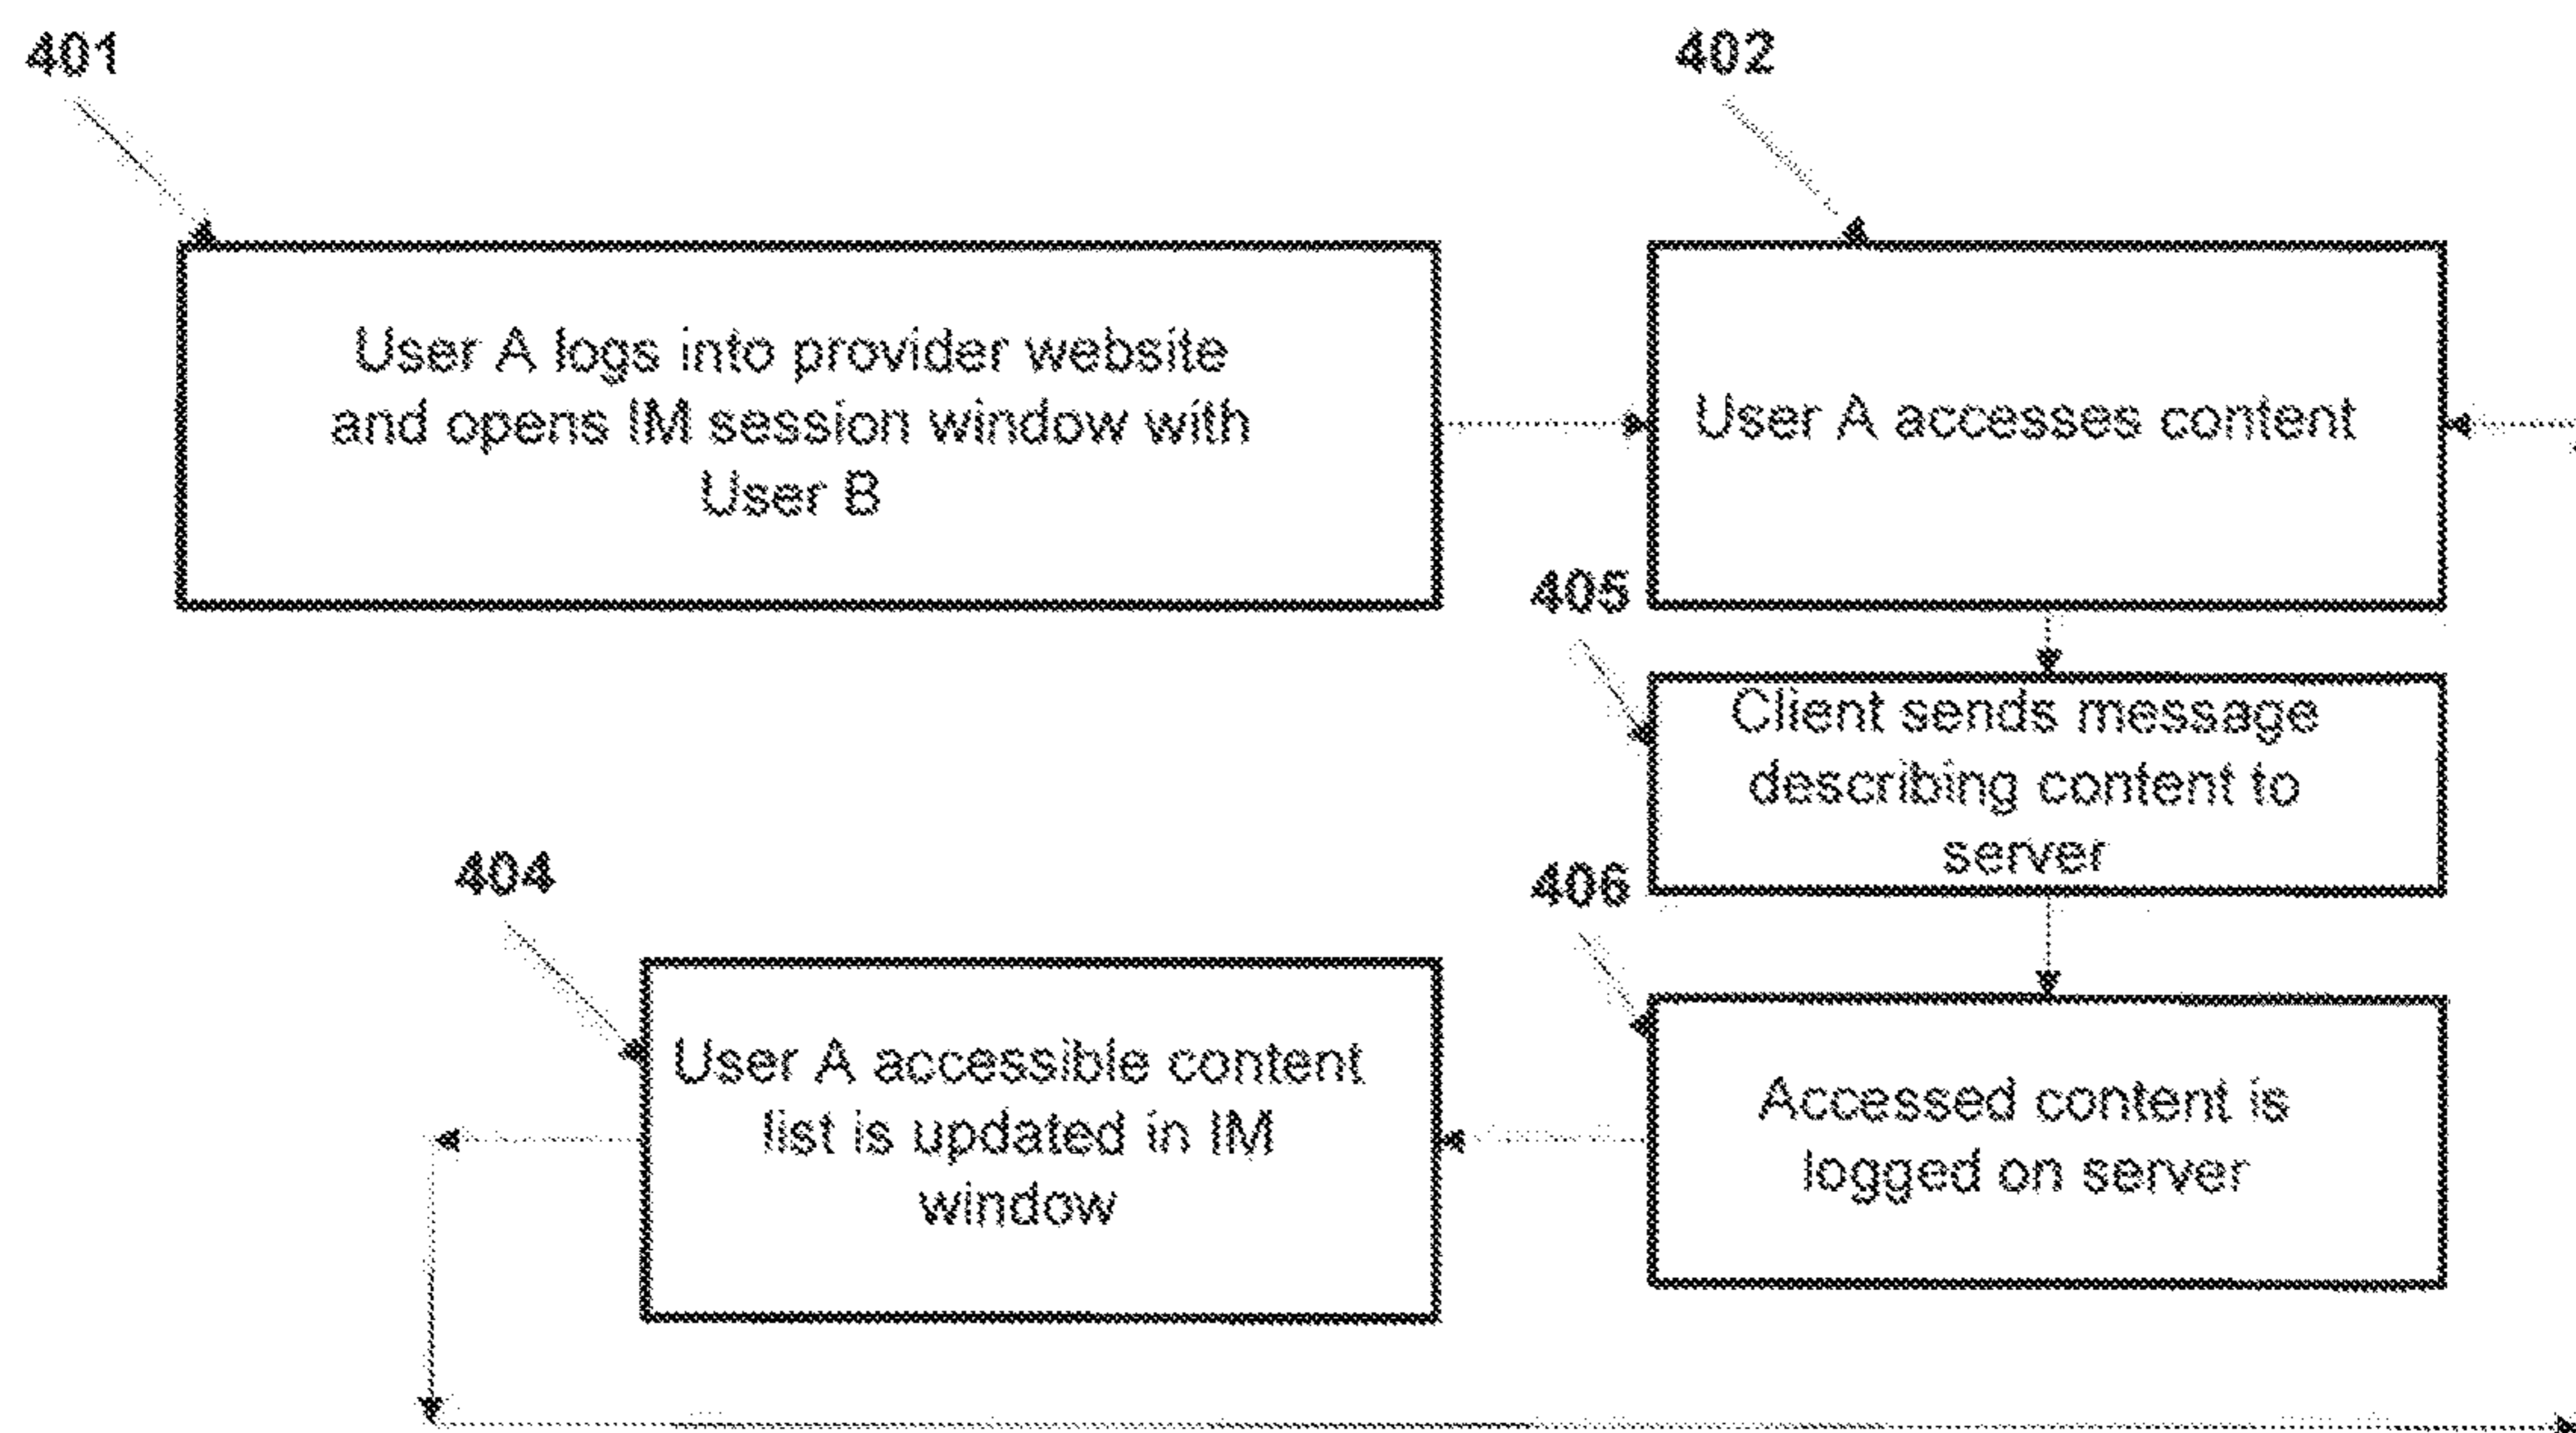 401
402
User A logs into provider website
and opens IM session window with
User B
User A accesses content
405
Client sends message
describing content to
server
404
406
User A accessible content
list is updated in IM
window
Accessed content is
logged on server